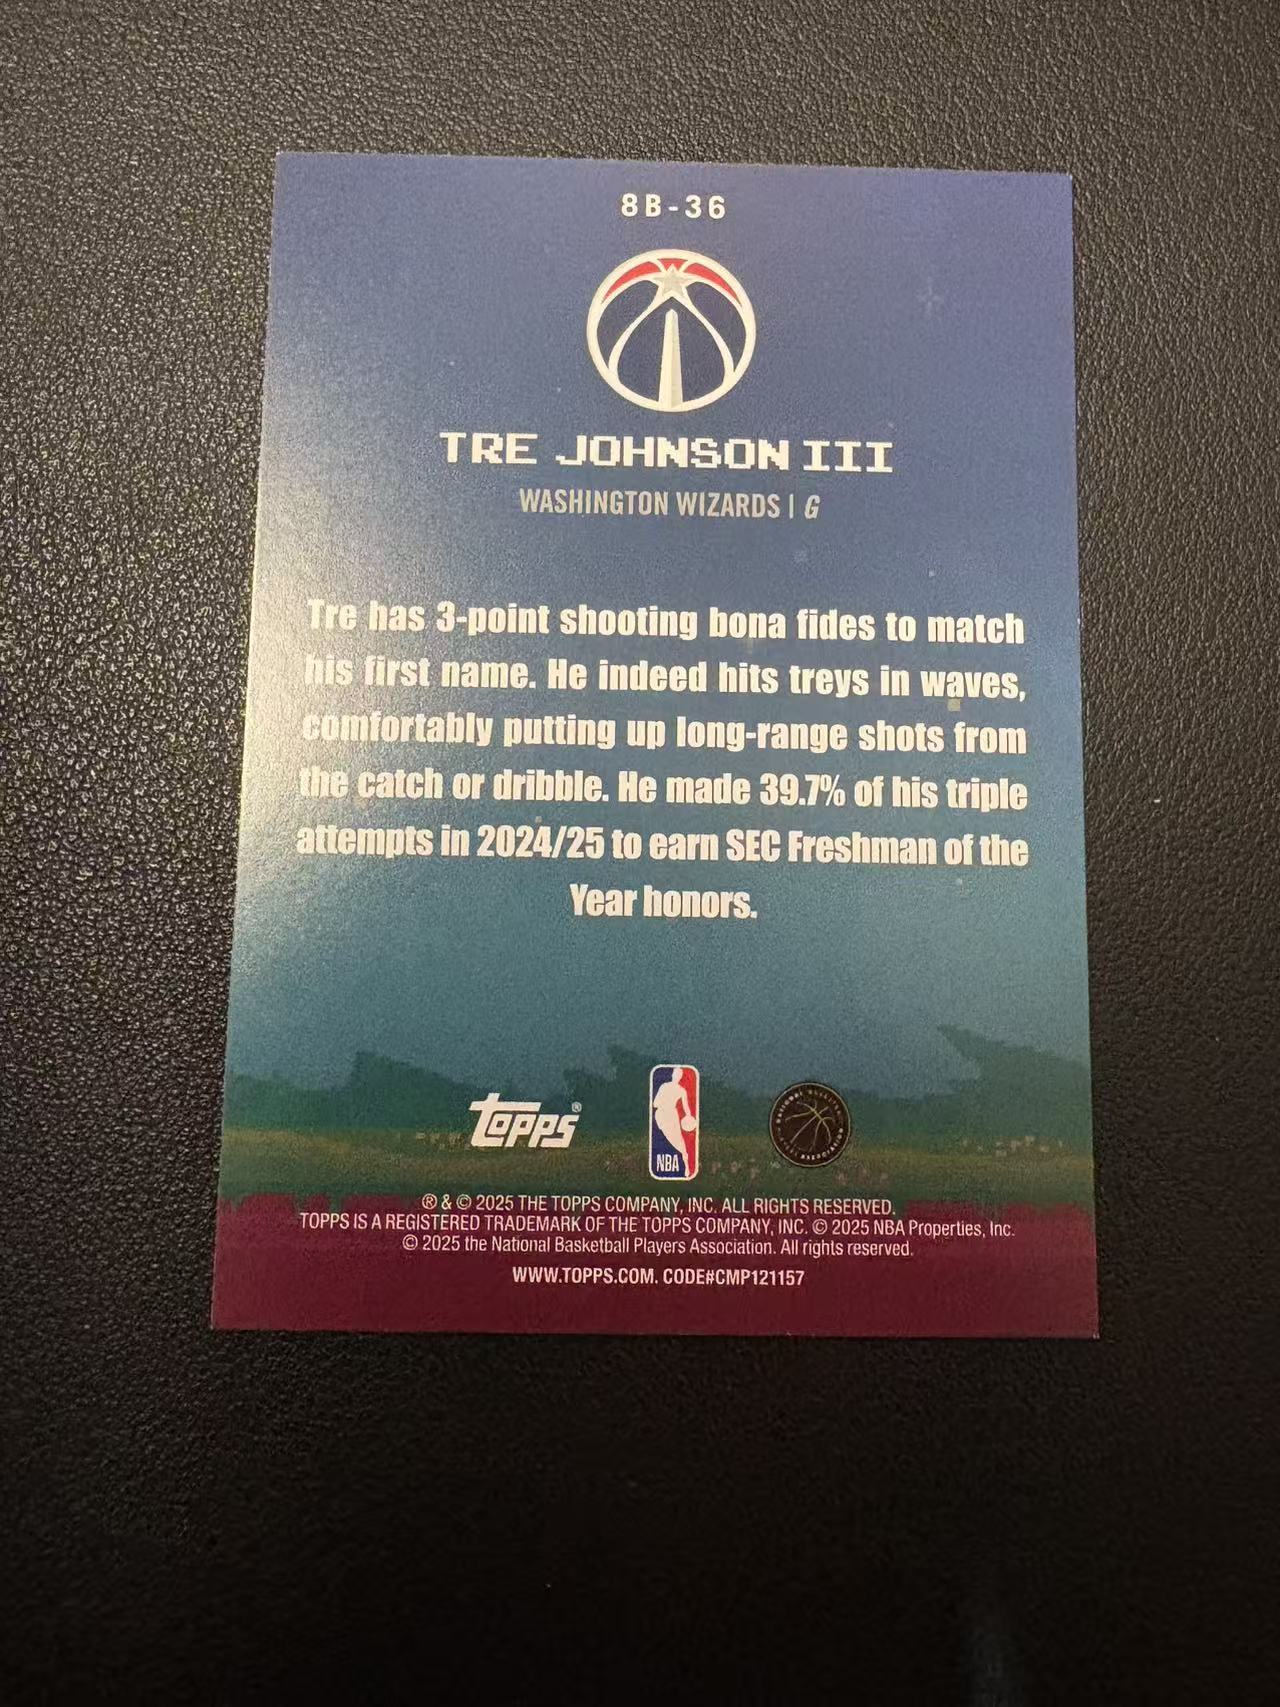 8B-36
TRE JOHNSON III
WASHINGTON WIZARDS | G
Tre has 3-point shooting bona fides to match
his first name. He indeed hits treys in waves,
comfortably putting up long-range shots from
the catch or dribble. He made 39.7% of his triple
attempts in 2024/25 to earn SEC Freshman of the
Year honors.
Topps®
NBA
® & © 2025 THE TOPPS COMPANY, INC. ALL RIGHTS RESERVED.
TOPPS IS A REGISTERED TRADEMARK OF THE TOPPS COMPANY, INC. © 2025 NBA Properties, Inc.
© 2025 the National Basketball Players Association. All rights reserved.
WWW.TOPPS.COM. CODE#CMP121157